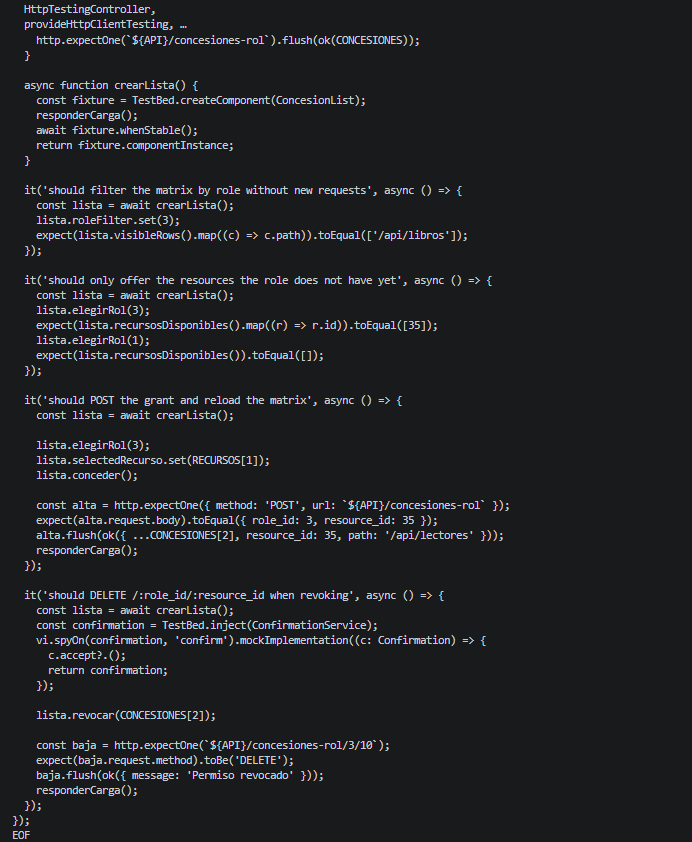 HttpTestingController,
provideHttpClientTesting, …
http.expectOne(`${API}/concesiones-rol`).flush(ok(CONCESIONES));
}
async function crearLista() {
const fixture = TestBed.createComponent(ConcesionList);
responderCarga();
await fixture.whenStable();
return fixture.componentInstance;
}
it('should filter the matrix by role without new requests', async () => {
const lista = await crearLista();
lista.roleFilter.set(3);
expect(lista.visibleRows().map((c) => c.path)).toEqual(['/api/libros']);
});
it('should only offer the resources the role does not have yet', async () => {
const lista = await crearLista();
lista.elegirRol(3);
expect(lista.recursosDisponibles().map((r) => r.id)).toEqual([35]);
lista.elegirRol(1);
expect(lista.recursosDisponibles()).toEqual([]);
});
it('should POST the grant and reload the matrix', async () => {
const lista = await crearLista();
lista.elegirRol(3);
lista.selectedRecurso.set(RECURSOS[1]);
lista.conceder();
const alta = http.expectOne({ method: 'POST', url: `${API}/concesiones-rol` });
expect(alta.request.body).toEqual({ role_id: 3, resource_id: 35 });
alta.flush(ok({ ...CONCESIONES[2], resource_id: 35, path: '/api/lectores' }));
responderCarga();
});
it('should DELETE /:role_id/:resource_id when revoking', async () => {
const lista = await crearLista();
const confirmation = TestBed.inject(ConfirmationService);
vi.spyOn(confirmation, 'confirm').mockImplementation((c: Confirmation) => {
c.accept?.();
return confirmation;
});
lista.revocar(CONCESIONES[2]);
const baja = http.expectOne(`${API}/concesiones-rol/3/10`);
expect(baja.request.method).toBe('DELETE');
baja.flush(ok({ message: 'Permiso revocado' }));
responderCarga();
});
});
EOF